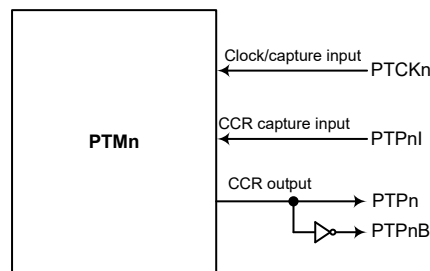 Clock/capture input
PTCKn
CCR capture input
PTPnI
PTMn
CCR output
PTPn
PTPnB